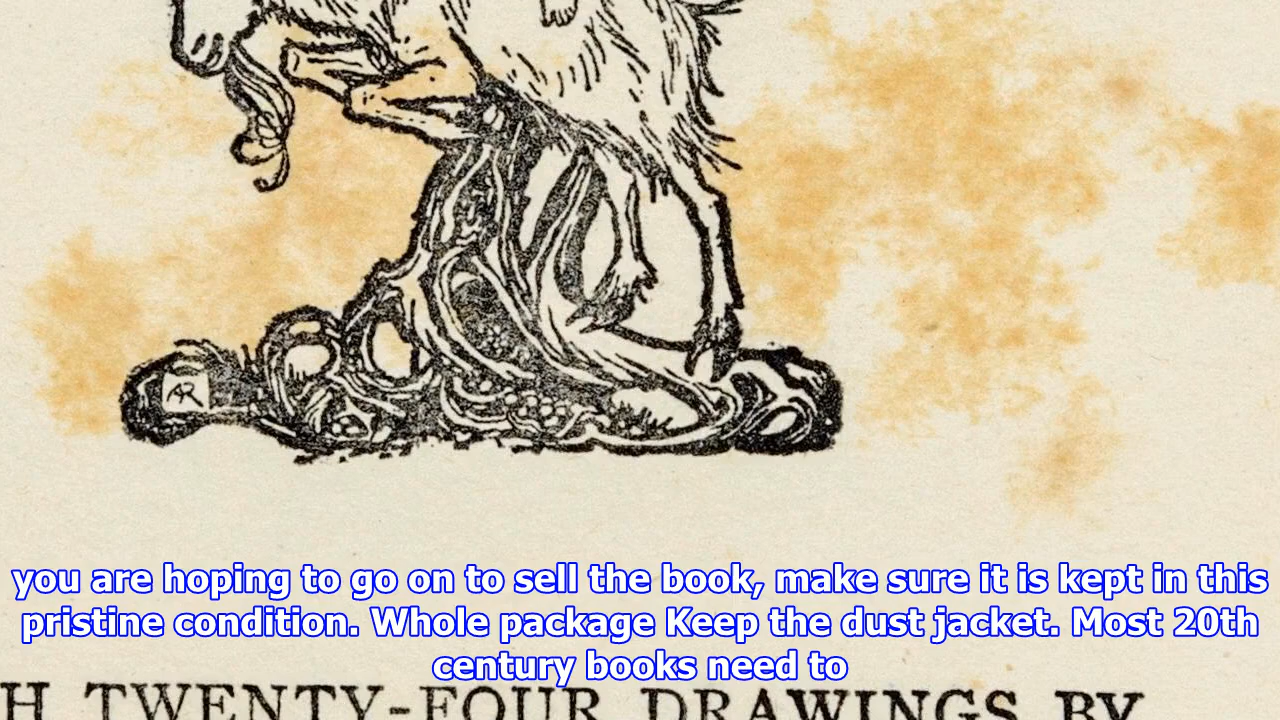 AR
you are hoping to go on to sell the book, make sure it is kept in this
pristine condition. Whole package Keep the dust jacket. Most 20th
century books need to
H TWENTY-FOUR DRAWINGS BY